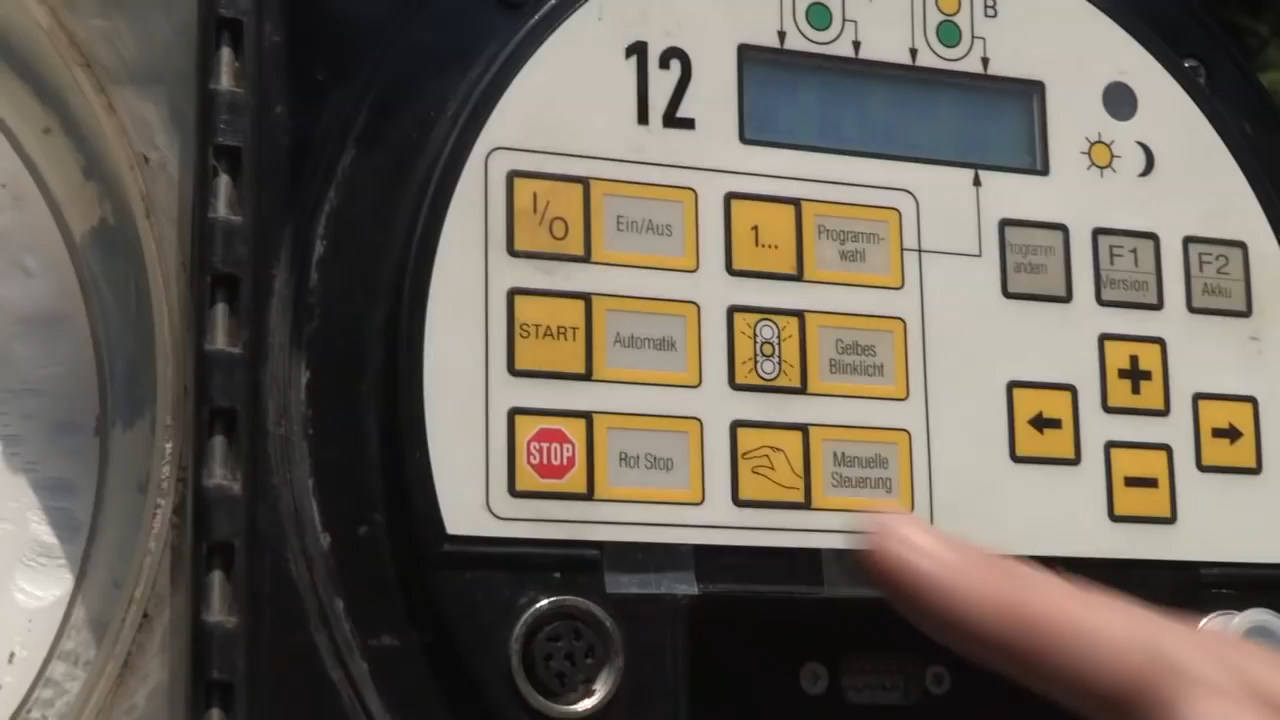 B
12
I/O
Ein/Aus
1...
Programm-
wahl
START
Automatik
Gelbes
Blinklicht
STOP
Rot Stop
Manuelle
Steuerung
Programm
ändern
F1
Version
F2
Akku